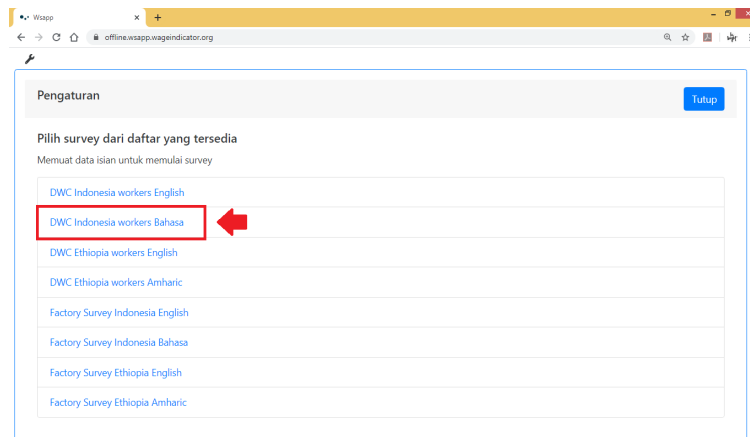 Wsapp
offline.wsapp.wageindicator.org
Pengaturan
Tutup
Pilih survey dari daftar yang tersedia
Memuat data isian untuk memulai survey
DWC Indonesia workers English
DWC Indonesia workers Bahasa
DWC Ethiopia workers English
DWC Ethiopia workers Amharic
Factory Survey Indonesia English
Factory Survey Indonesia Bahasa
Factory Survey Ethiopia English
Factory Survey Ethiopia Amharic